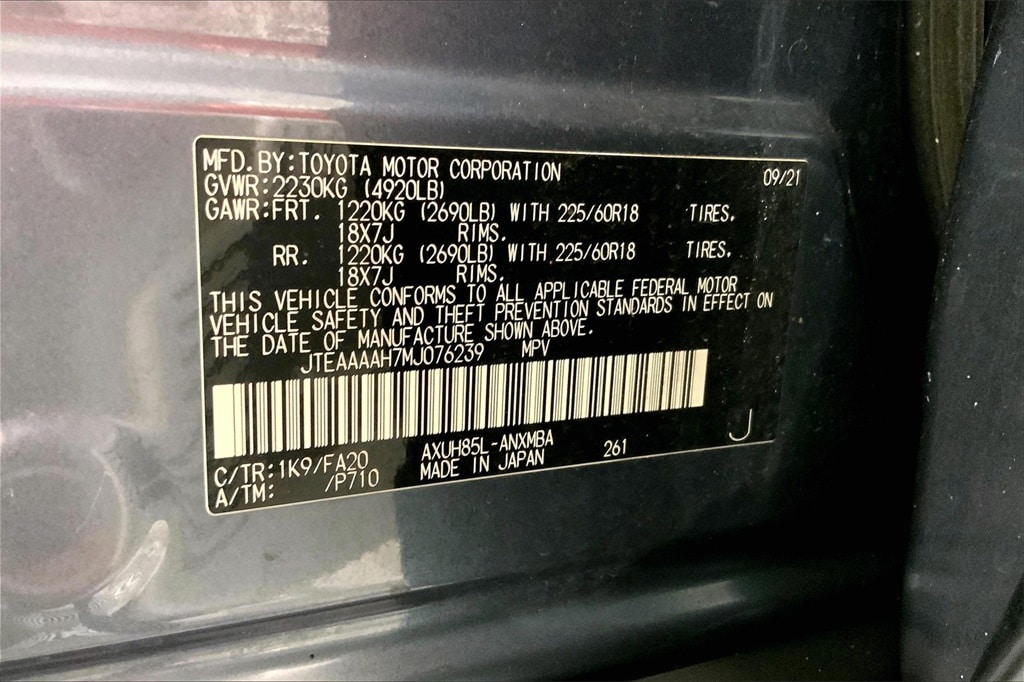 MFD. BY:TOYOTA MOTOR CORPORATION 09/21
GVWR:2230KG (4920LB)
GAWR:FRT. 1220KG (2690LB) WITH 225/60R18 TIRES.
18X7J RIMS.
RR. 1220KG (2690LB) WITH 225/60R18 TIRES.
18X7J RIMS.
THIS VEHICLE CONFORMS TO ALL APPLICABLE FEDERAL MOTOR
VEHICLE SAFETY AND THEFT PREVENTION STANDARDS IN EFFECT ON
THE DATE OF MANUFACTURE SHOWN ABOVE.
JTEAAAAH7MJ076239 MPV
C/TR:1K9/FA20 AXUH85L-ANXMBA 261 J
A/TM: /P710 MADE IN JAPAN